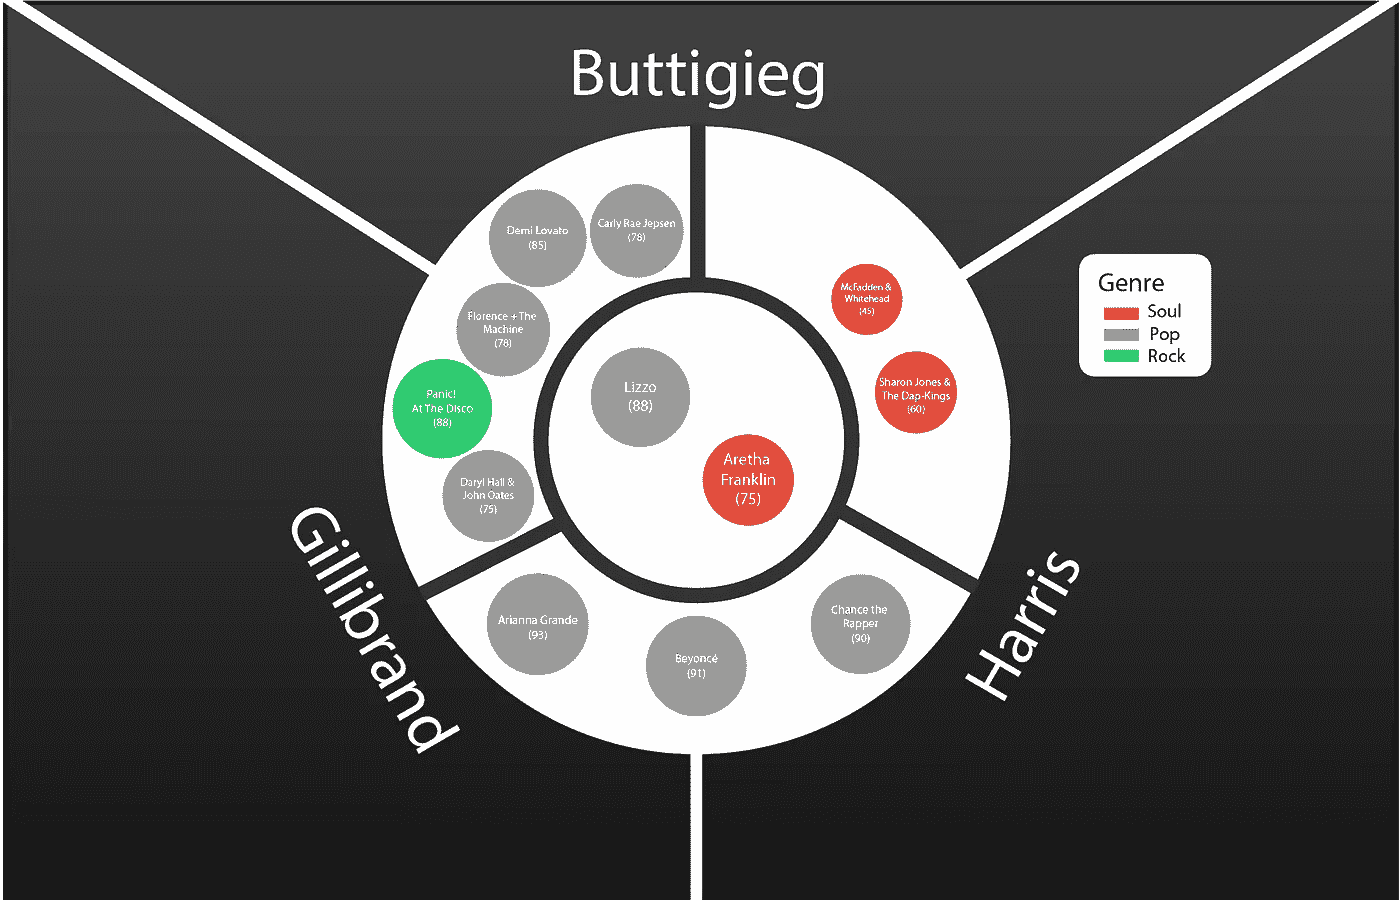 Buttigieg
Demi Lovato
(85)
Carly Rae Jepsen
(78)
Florence + The
Machine
(78)
Panic!
At The Disco
(88)
Daryl Hall &
John Oates
(75)
McFadden &
Whitehead
(45)
Sharon Jones &
The Dap-Kings
(60)
Lizzo
(88)
Aretha
Franklin
(75)
Genre
Soul
Pop
Rock
Gillibrand
Harris
Arianna Grande
(93)
Beyoncé
(91)
Chance the
Rapper
(90)